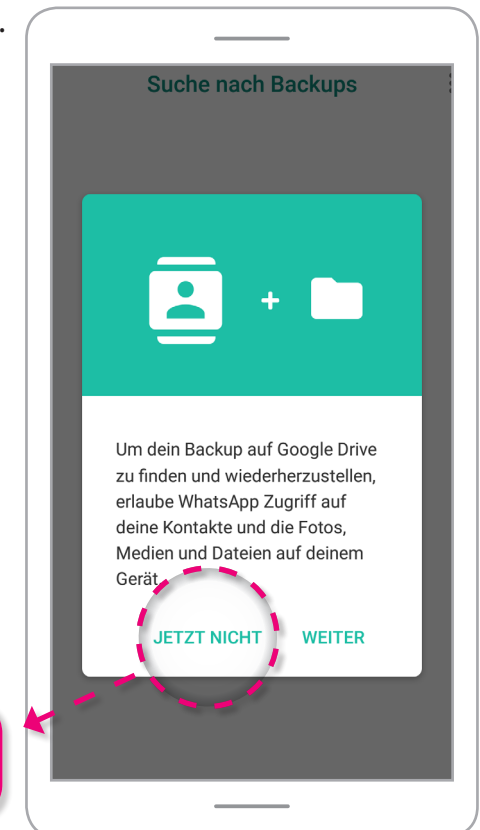 Suche nach Backups
Um dein Backup auf Google Drive
zu finden und wiederherzustellen,
erlaube WhatsApp Zugriff auf
deine Kontakte und die Fotos,
Medien und Dateien auf deinem
Gerät.
JETZT NICHT WEITER